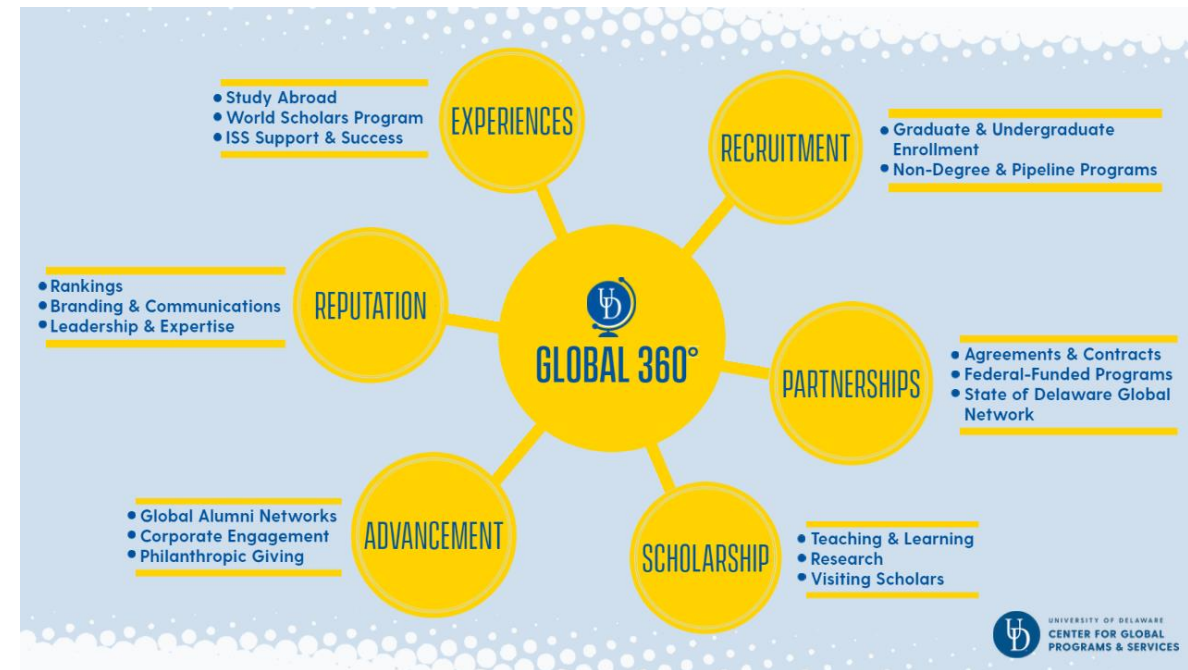 EXPERIENCES
• Study Abroad
• World Scholars Program
• ISS Support & Success
RECRUITMENT
• Graduate & Undergraduate
Enrollment
• Non-Degree & Pipeline Programs
REPUTATION
• Rankings
• Branding & Communications
• Leadership & Expertise
UD
GLOBAL 360°
PARTNERSHIPS
• Agreements & Contracts
• Federal-Funded Programs
• State of Delaware Global
Network
ADVANCEMENT
• Global Alumni Networks
• Corporate Engagement
• Philanthropic Giving
SCHOLARSHIP
• Teaching & Learning
• Research
• Visiting Scholars
UD
UNIVERSITY OF DELAWARE
CENTER FOR GLOBAL
PROGRAMS & SERVICES